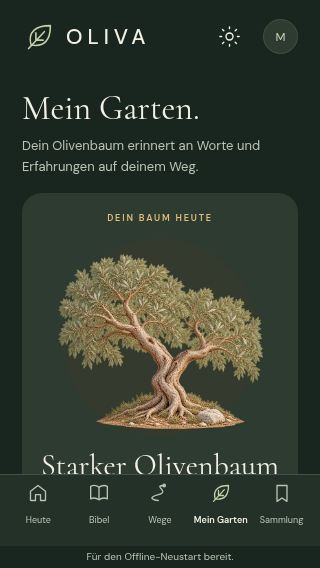 OLIVA
M
Mein Garten.
Dein Olivenbaum erinnert an Worte und
Erfahrungen auf deinem Weg.
DEIN BAUM HEUTE
Starker Olivenbaum
Heute
Bibel
Wege
Mein Garten
Sammlung
Für den Offline-Neustart bereit.